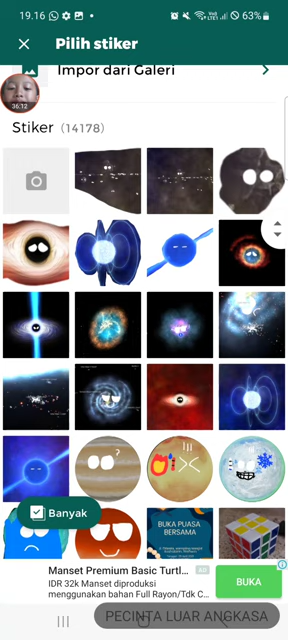 19.16
63%
Pilih stiker
Impor dari Galeri
36:12
Stiker (14178)
?
BUKA PUASA
BERSAMA
Banyak
Manset Premium Basic Turtl... Ad
IDR 32k Manset diproduksi
menggunakan bahan Full Rayon/Tdk C...
BUKA
PECINTA LUAR ANGKASA